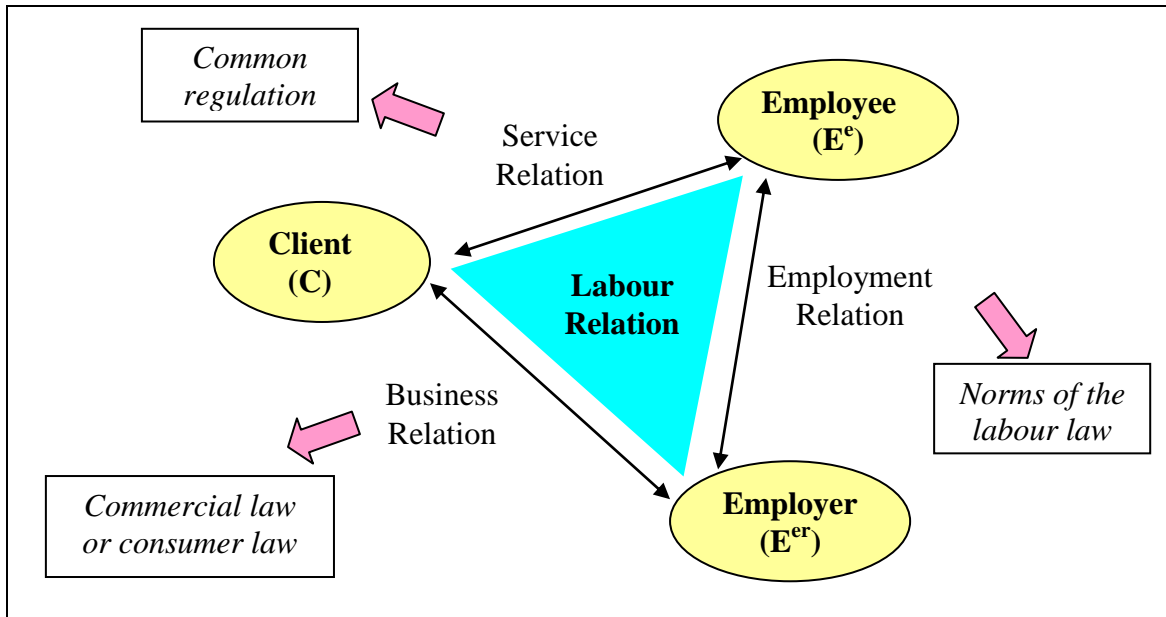 Common
regulation
Employee
(Eᵉ)
Service
Relation
Client
(C)
Labour
Relation
Employment
Relation
Business
Relation
Norms of the
labour law
Commercial law
or consumer law
Employer
(Eᵉʳ)